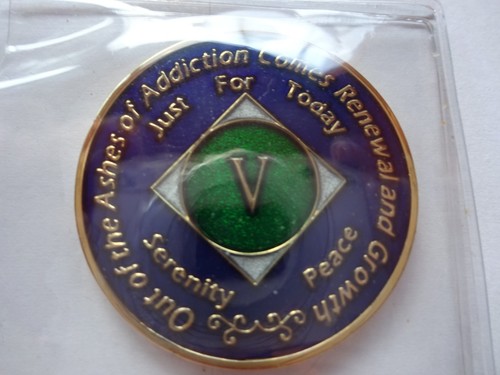 Out of the Ashes of Addiction Comes Renewal and Growth
Just For Today
V
Serenity
Peace